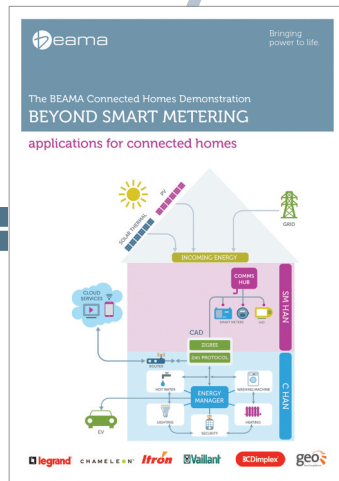 beama
Bringing
power to life.
The BEAMA Connected Homes Demonstration
BEYOND SMART METERING
applications for connected homes
PV
SOLAR THERMAL
GRID
INCOMING ENERGY
COMMS
HUB
SM HAN
CLOUD
SERVICES
SMART METERS
IHD
CAD
ZIGBEE
2nd PROTOCOL
ROUTER
C HAN
HOT WATER
WASHING MACHINE
ENERGY
MANAGER
EV
LIGHTING
SECURITY
HEATING
legrand
CHAMELEON
Itrón
Vaillant
Dimplex
geo